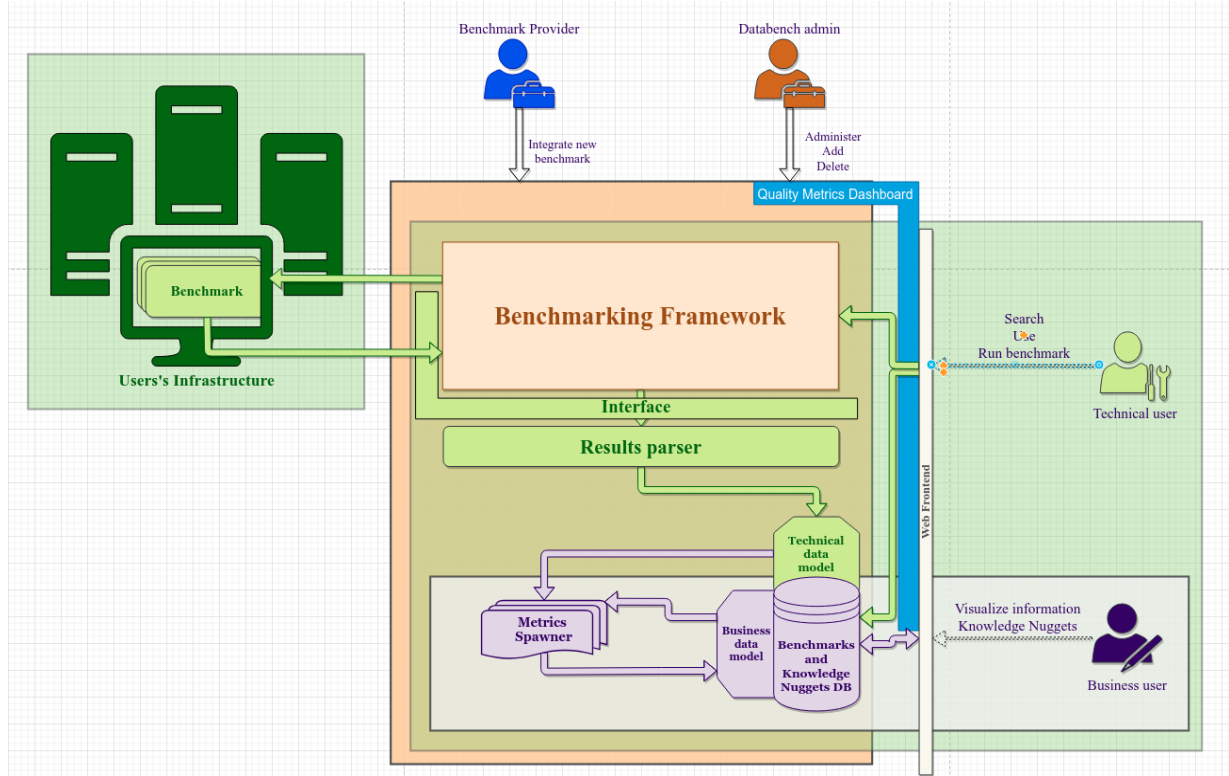 Benchmark Provider
Databench admin
Integrate new
benchmark
Administer
Add
Delete
Quality Metrics Dashboard
Benchmark
Users's Infrastructure
Benchmarking Framework
Search
Use
Run benchmark
Technical user
Interface
Results parser
Web Frontend
Technical
data
model
Metrics
Spawner
Business
data
model
Benchmarks
and
Knowledge
Nuggets DB
Visualize information
Knowledge Nuggets
Business user